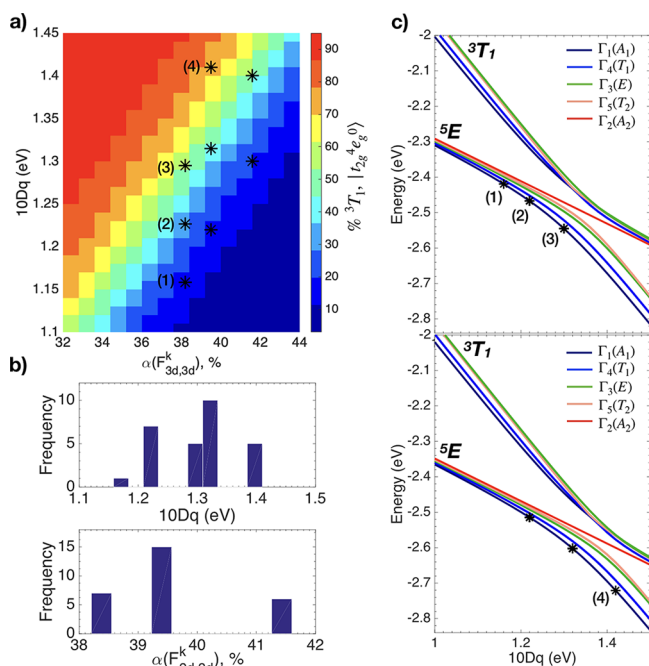 a)
1.45
1.4
1.35
1.3
1.25
1.2
1.15
1.1
10Dq (eV)
(4)
(3)
(2)
(1)
32 34 36 38 40 42 44
α(F^k_3d,3d), %
90
80
70
60
50
40
30
20
10
% ³T₁, |t₂g⁴e_g⁰⟩
b)
Frequency
10
5
0
1.1 1.2 1.3 1.4 1.5
10Dq (eV)
Frequency
15
10
5
0
38 39 40 41 42
c)
-2
-2.1
-2.2
-2.3
-2.4
-2.5
-2.6
-2.7
-2.8
Energy (eV)
³T₁
⁵E
Γ₁(A₁)
Γ₄(T₁)
Γ₃(E)
Γ₅(T₂)
Γ₂(A₂)
(1)
(2)
(3)
-2
-2.1
-2.2
-2.3
-2.4
-2.5
-2.6
-2.7
-2.8
Energy (eV)
³T₁
⁵E
Γ₁(A₁)
Γ₄(T₁)
Γ₃(E)
Γ₅(T₂)
Γ₂(A₂)
(4)
1 1.2 1.4
10Dq (eV)